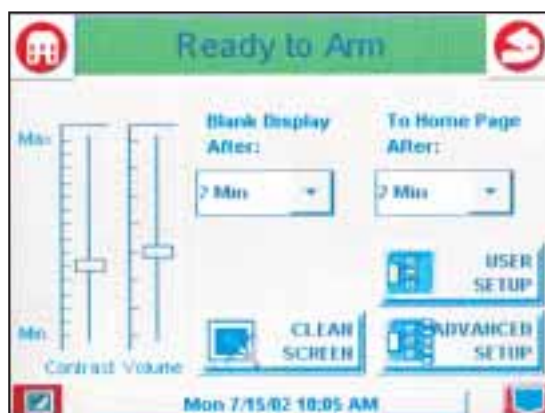 Ready to Arm
Blank Display
After:
To Home Page
After:
Max
2 Min
2 Min
USER
SETUP
Min
CLEAN
SCREEN
ADVANCED
SETUP
Contrast Volume
Mon 7/15/02 10:05 AM